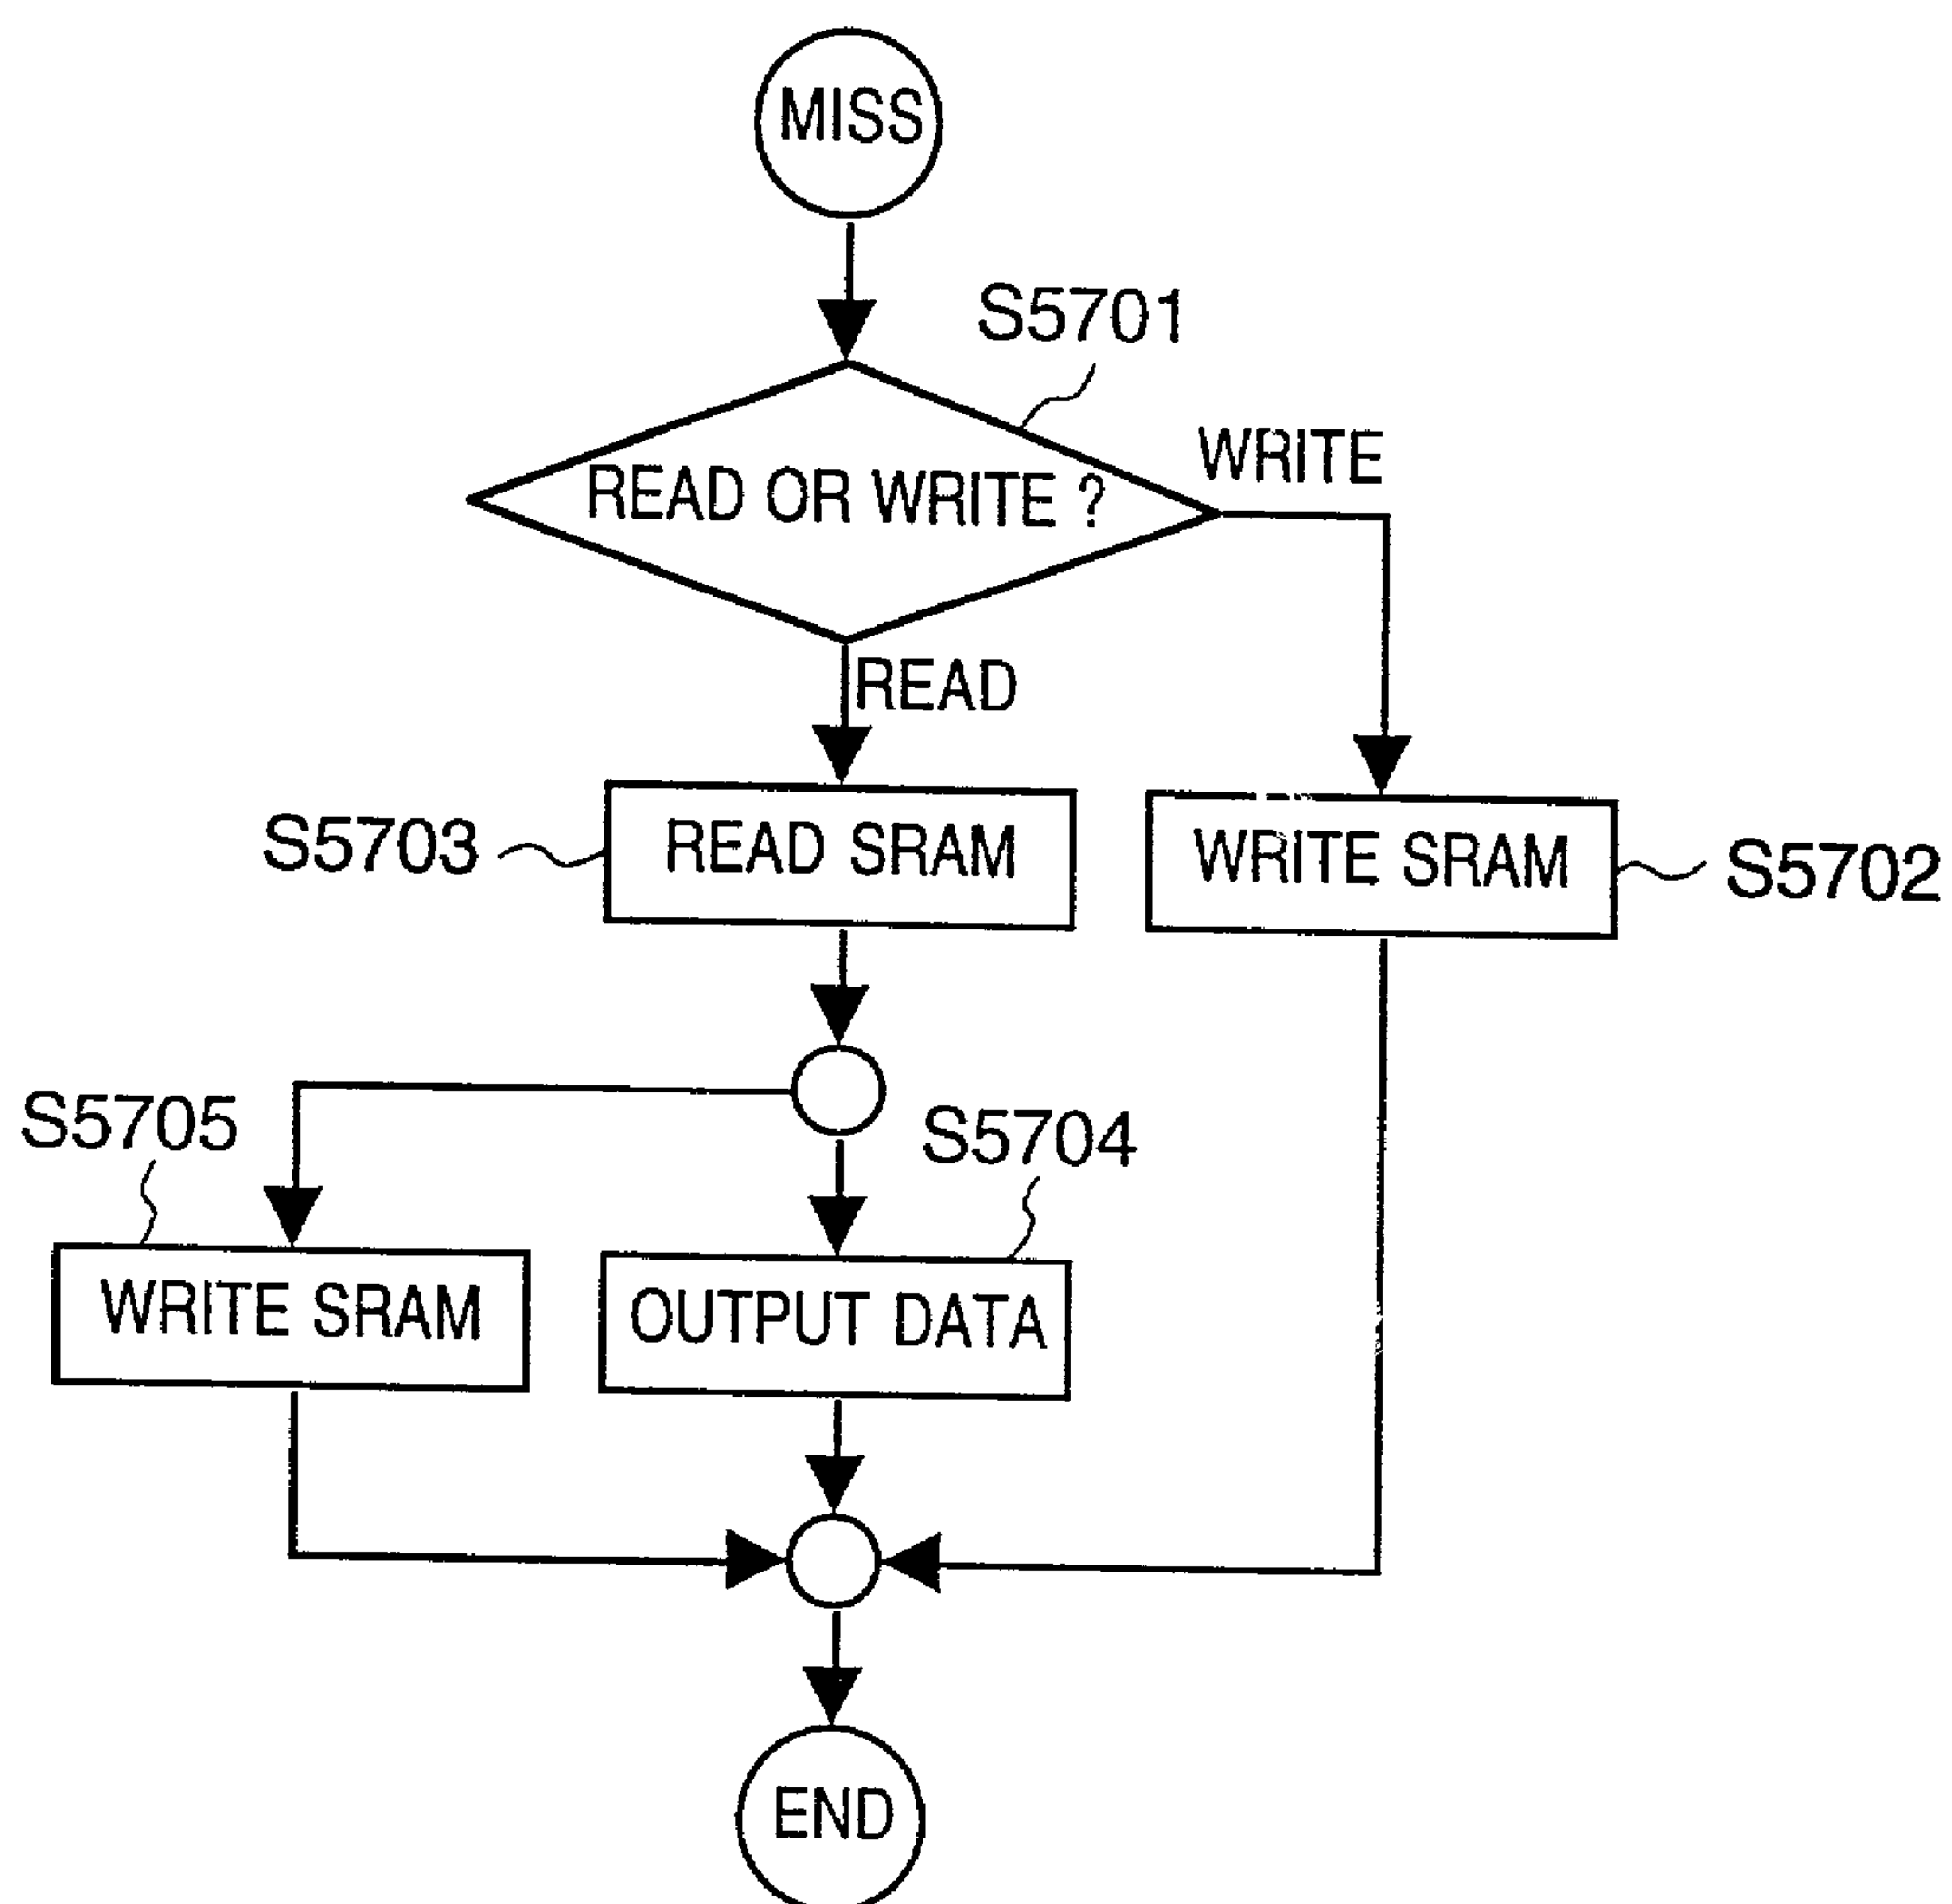 MISS
S5701
WRITE
READ OR WRITE ?
READ
S5703
READ SRAM
WRITE SRAM
S5702
S5705
S5704
WRITE SRAM
OUTPUT DATA
END